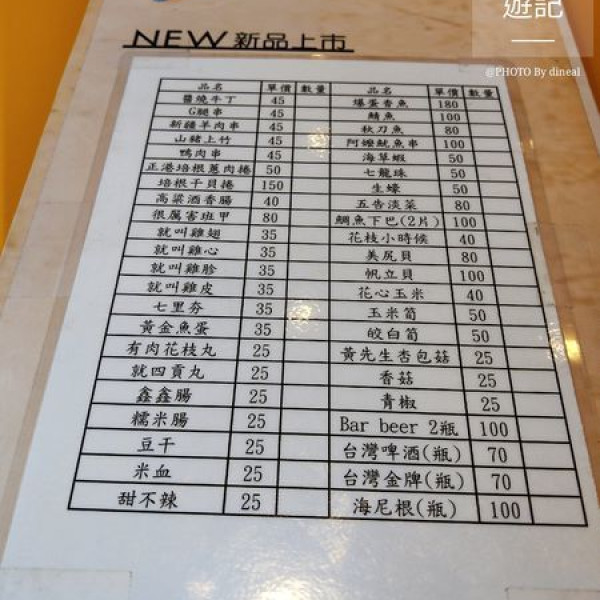 遊記
@PHOTO By dineal
NEW 新品上市
品名 單價 數量 品名 單價 數量
醬燒牛丁 45 爆蛋香魚 180
G腿串 45 鯖魚 100
新疆羊肉串 45 秋刀魚 80
山豬上竹 45 阿嬤魷魚串 100
鴨肉串 45 海草蝦 50
正港培根蔥肉捲 50 七龍珠 50
培根干貝捲 150 生蠔 50
高粱酒香腸 40 五告淡菜 80
很厲害班甲 80 鯛魚下巴(2片) 100
就叫雞翅 35 花枝小時候 40
就叫雞心 35 美尻貝 80
就叫雞胗 35 帆立貝 100
就叫雞皮 35 花心玉米 40
七里夯 35 玉米筍 50
黃金魚蛋 35 皎白筍 50
有肉花枝丸 25 黃先生杏包菇 25
就四貢丸 25 香菇 25
鑫鑫腸 25 青椒 25
糯米腸 25 Bar beer 2瓶 100
豆干 25 台灣啤酒(瓶) 70
米血 25 台灣金牌(瓶) 70
甜不辣 25 海尼根(瓶) 100